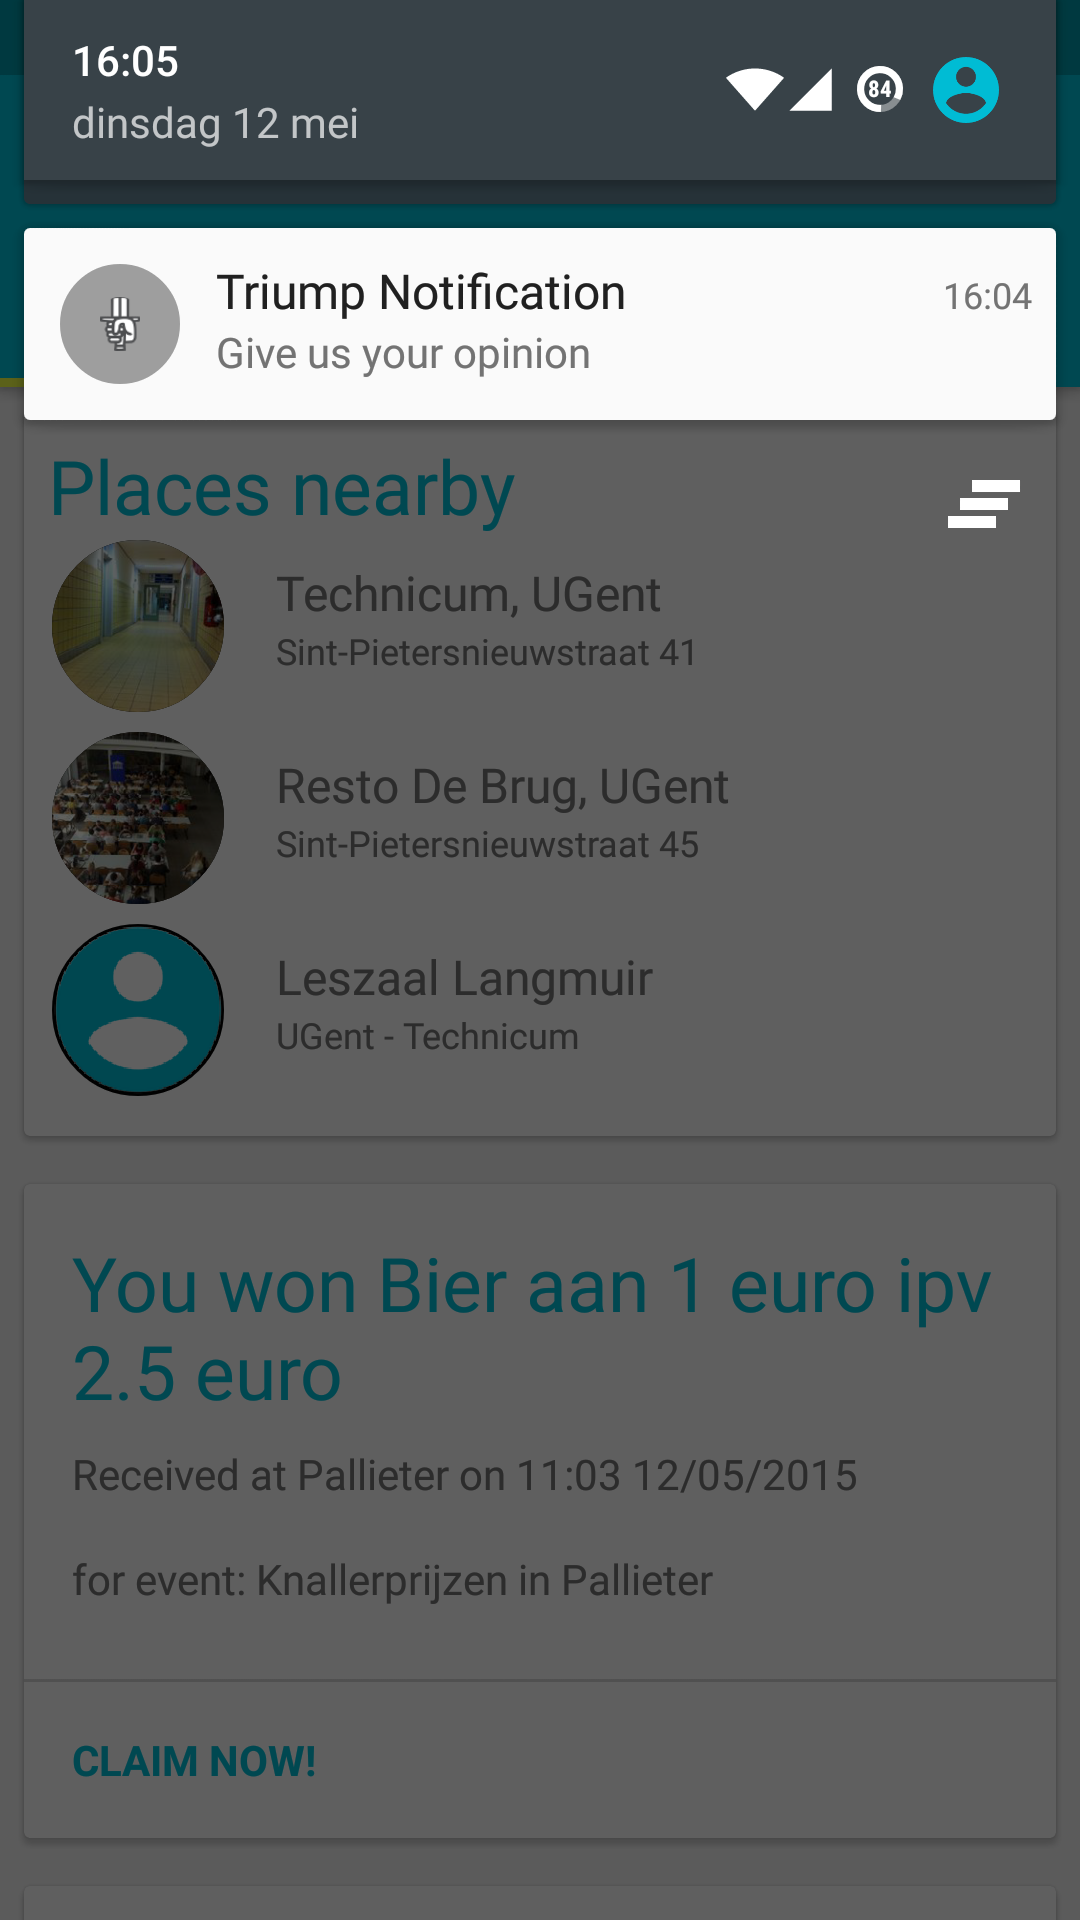 16:05
dinsdag 12 mei
84
Triump Notification
16:04
Give us your opinion
Places nearby
Technicum, UGent
Sint-Pietersnieuwstraat 41
Resto De Brug, UGent
Sint-Pietersnieuwstraat 45
Leszaal Langmuir
UGent - Technicum
You won Bier aan 1 euro ipv
2.5 euro
Received at Pallieter on 11:03 12/05/2015
for event: Knallerprijzen in Pallieter
CLAIM NOW!